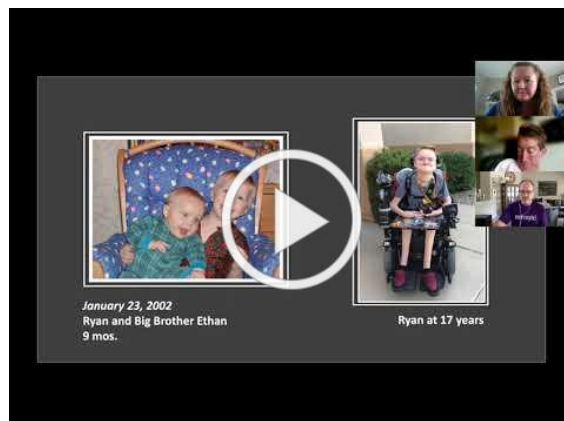 January 23, 2002
Ryan and Big Brother Ethan
9 mos.
Ryan at 17 years